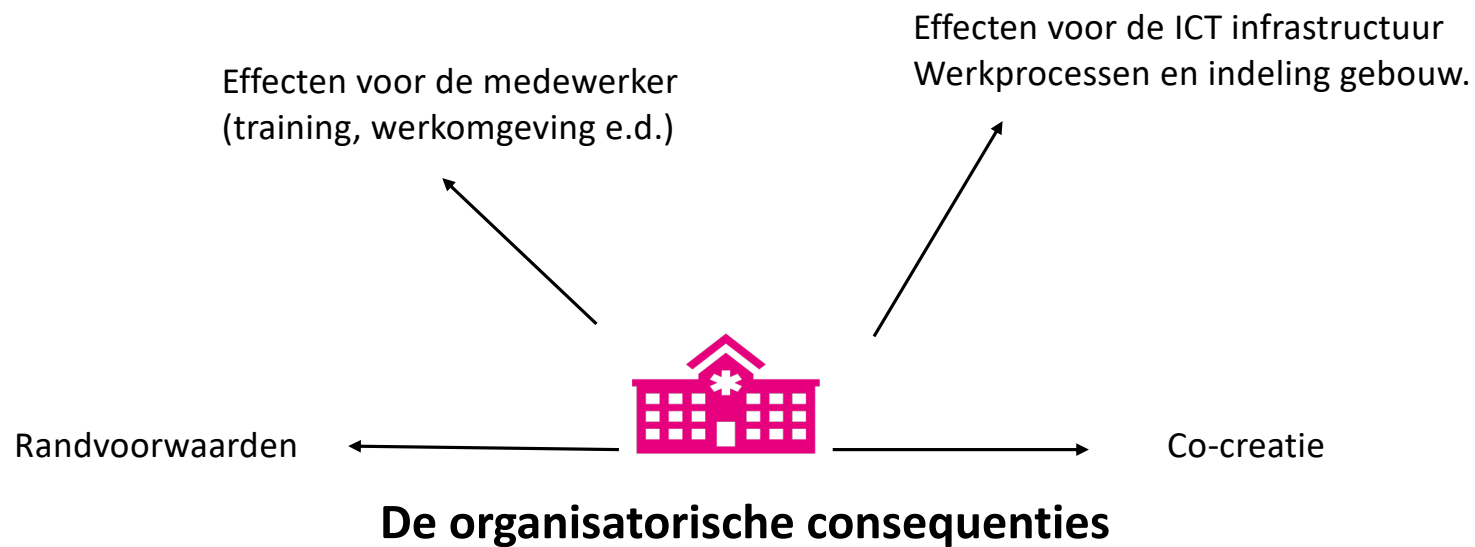 Effecten voor de ICT infrastructuur
Werkprocessen en indeling gebouw.
Effecten voor de medewerker
(training, werkomgeving e.d.)
Randvoorwaarden
Co-creatie
De organisatorische consequenties